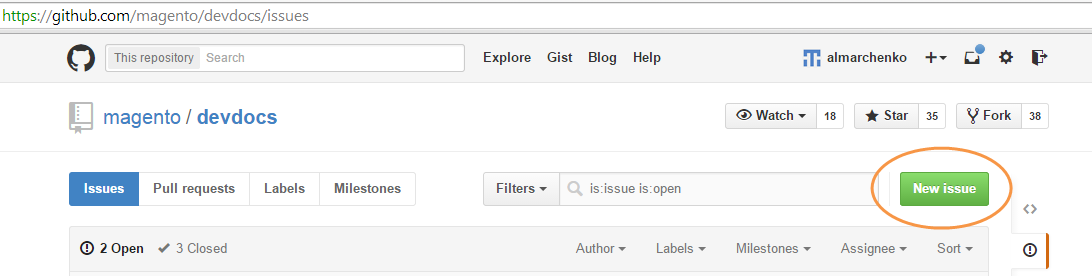 https://github.com/magento/devdocs/issues
This repository Search Explore Gist Blog Help almarchenko
magento / devdocs Watch 18 Star 35 Fork 38
Issues Pull requests Labels Milestones Filters is:issue is:open New issue
2 Open 3 Closed Author Labels Milestones Assignee Sort